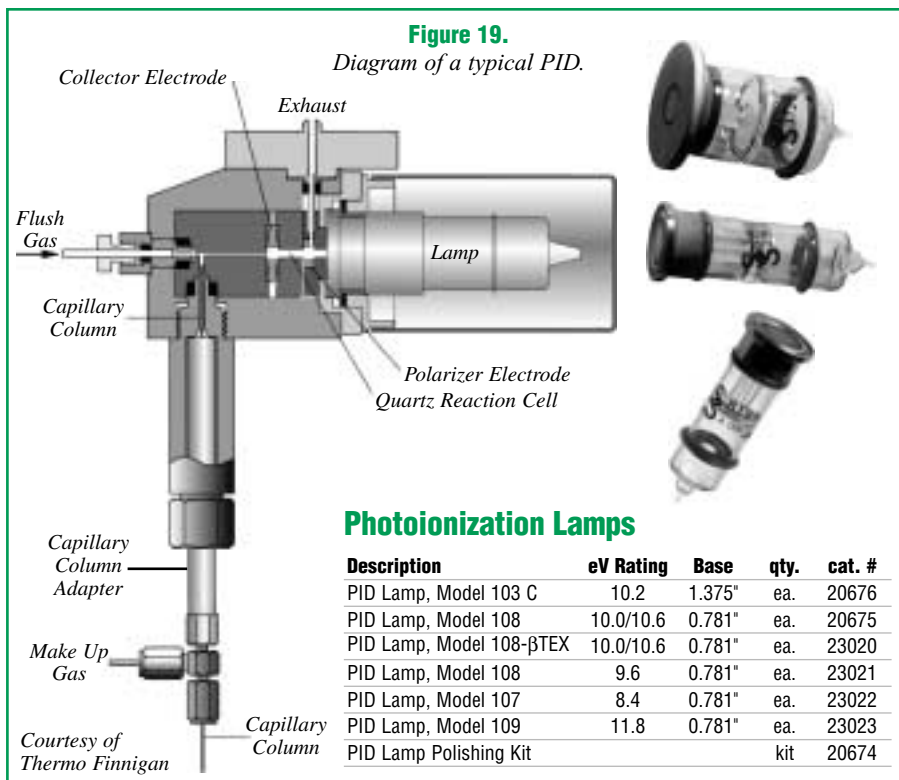 Figure 19.
Diagram of a typical PID.
Collector Electrode
Exhaust
Flush
Gas
Lamp
Capillary
Column
Polarizer Electrode
Quartz Reaction Cell
Capillary
Column
Adapter
Make Up
Gas
Capillary
Column
Courtesy of
Thermo Finnigan
Photoionization Lamps
Description eV Rating Base qty. cat. #
PID Lamp, Model 103 C 10.2 1.375" ea. 20676
PID Lamp, Model 108 10.0/10.6 0.781" ea. 20675
PID Lamp, Model 108-βTEX 10.0/10.6 0.781" ea. 23020
PID Lamp, Model 108 9.6 0.781" ea. 23021
PID Lamp, Model 107 8.4 0.781" ea. 23022
PID Lamp, Model 109 11.8 0.781" ea. 23023
PID Lamp Polishing Kit kit 20674